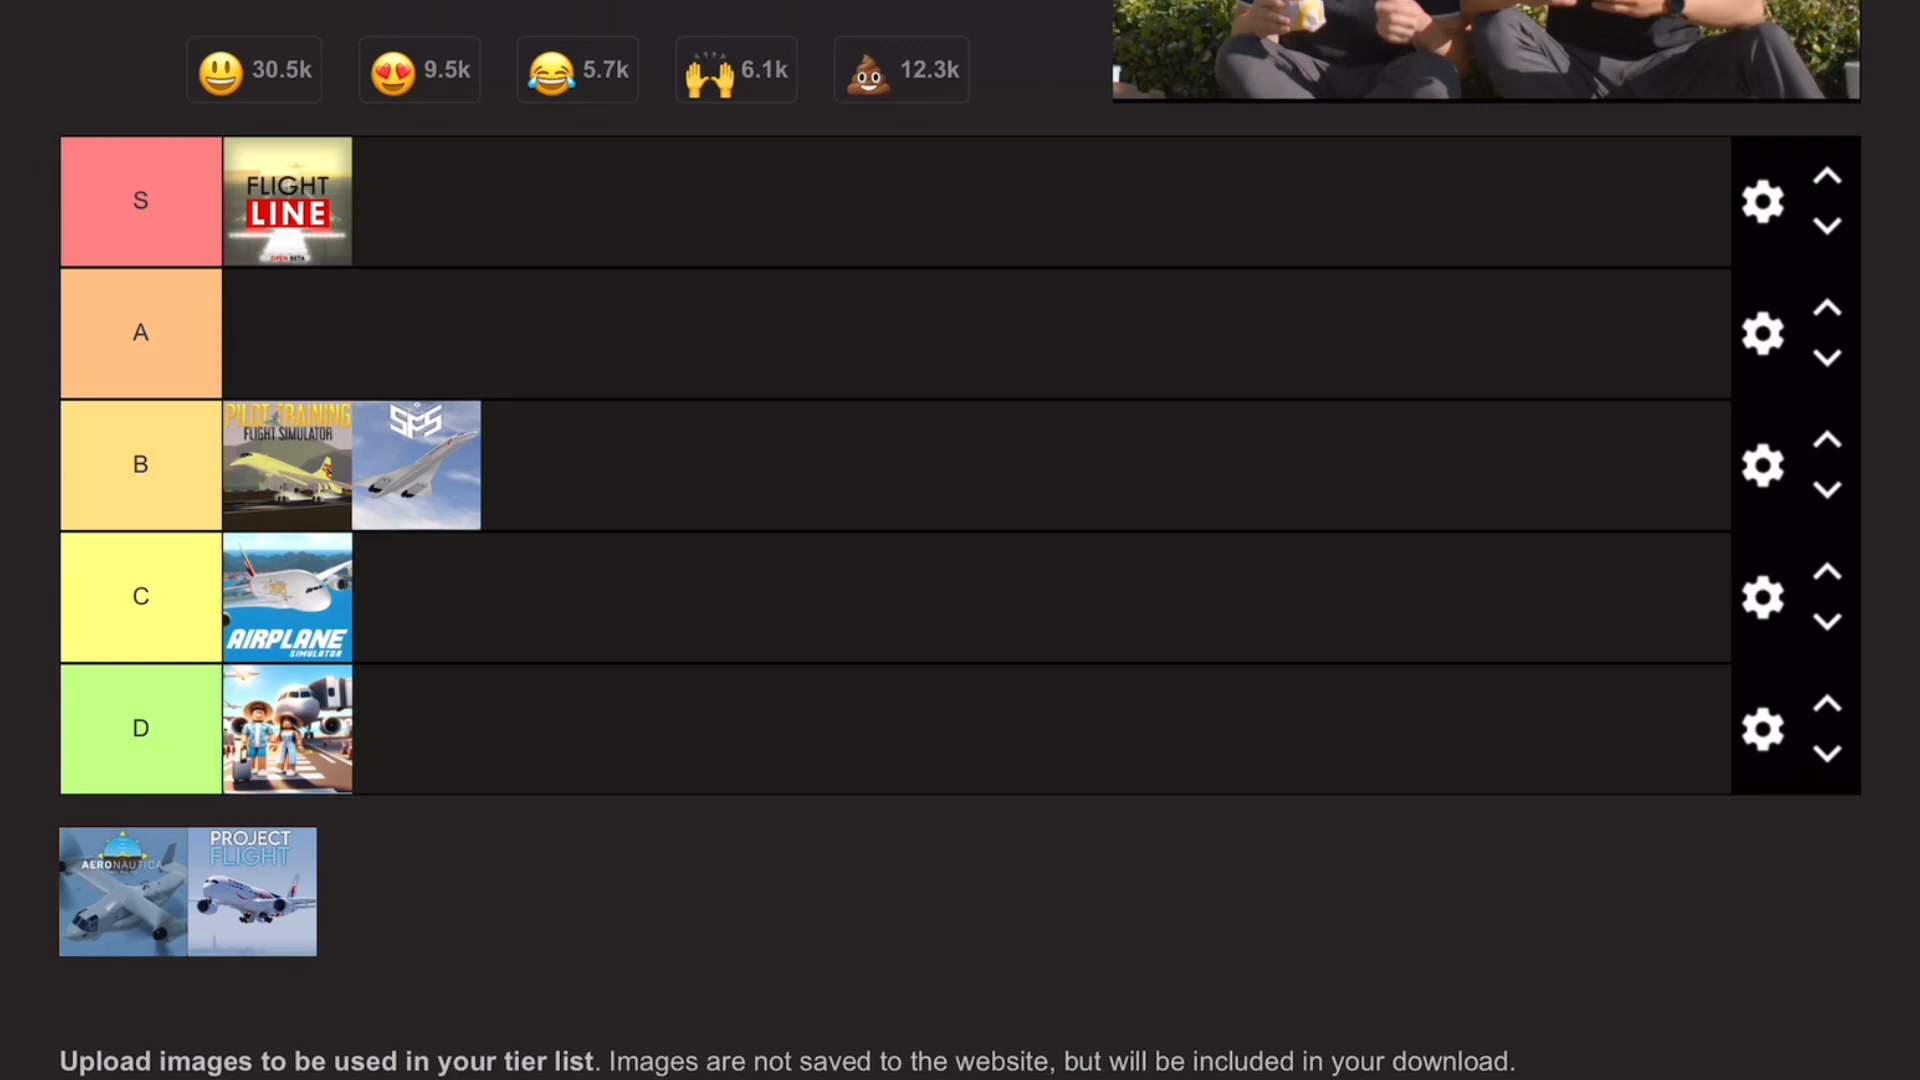 30.5k
9.5k
5.7k
6.1k
12.3k
S
FLIGHT
LINE
OPEN BETA
A
B
PILOT TRAINING
FLIGHT SIMULATOR
SFS
C
AIRPLANE
SIMULATOR
D
AERONAUTICA
PROJECT
FLIGHT
Upload images to be used in your tier list. Images are not saved to the website, but will be included in your download.